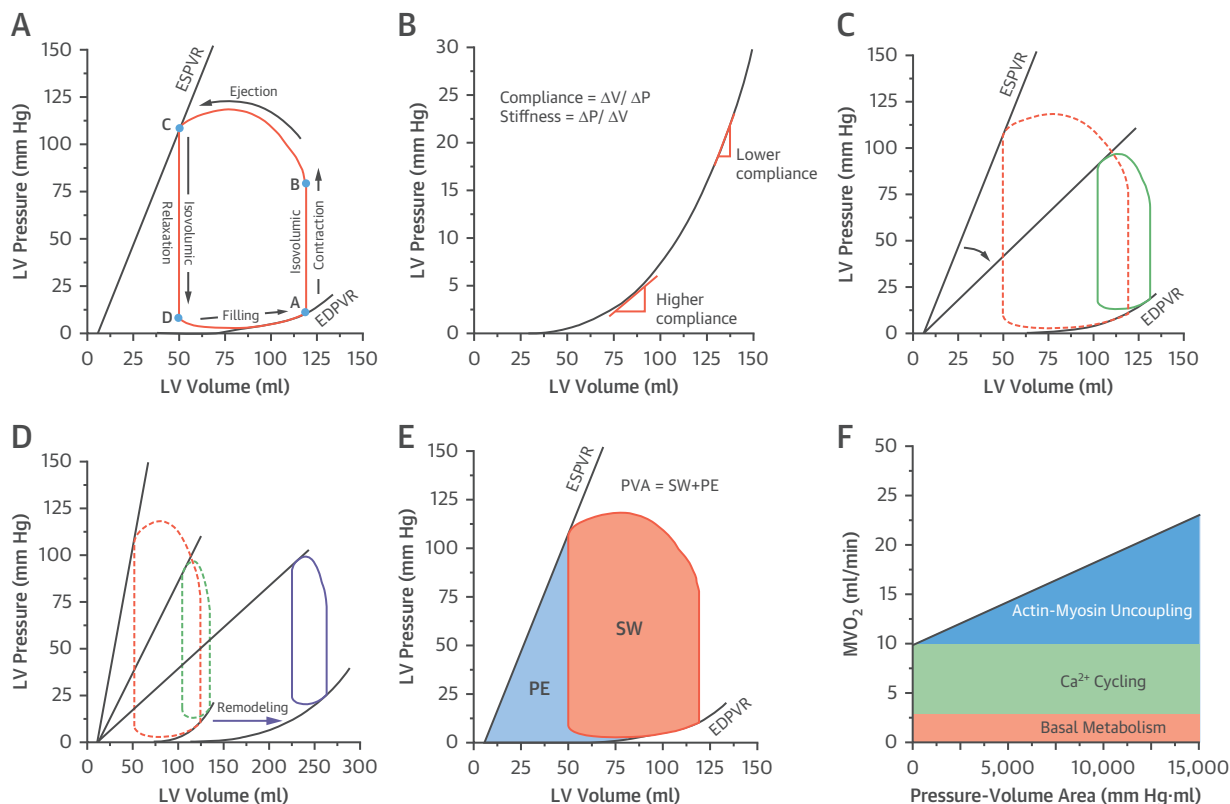 A
150
125
100
75
50
25
0
LV Pressure (mm Hg)
ESPVR
Ejection
C
B
Isovolumic
Relaxation
Isovolumic
Contraction
D
Filling
A
EDPVR
0 25 50 75 100 125 150
LV Volume (ml)
B
30
25
20
15
10
5
0
LV Pressure (mm Hg)
Compliance = ΔV/ ΔP
Stiffness = ΔP/ ΔV
Lower
compliance
Higher
compliance
0 25 50 75 100 125 150
LV Volume (ml)
C
150
125
100
75
50
25
0
LV Pressure (mm Hg)
ESPVR
EDPVR
0 25 50 75 100 125 150
LV Volume (ml)
D
150
125
100
75
50
25
0
LV Pressure (mm Hg)
Remodeling
0 50 100 150 200 250 300
LV Volume (ml)
E
150
125
100
75
50
25
0
LV Pressure (mm Hg)
ESPVR
PVA = SW+PE
SW
PE
EDPVR
0 25 50 75 100 125 150
LV Volume (ml)
F
50
25
20
15
10
5
0
MVO₂ (ml/min)
Actin-Myosin Uncoupling
Ca²⁺ Cycling
Basal Metabolism
0 5,000 10,000 15,000
Pressure-Volume Area (mm Hg·ml)